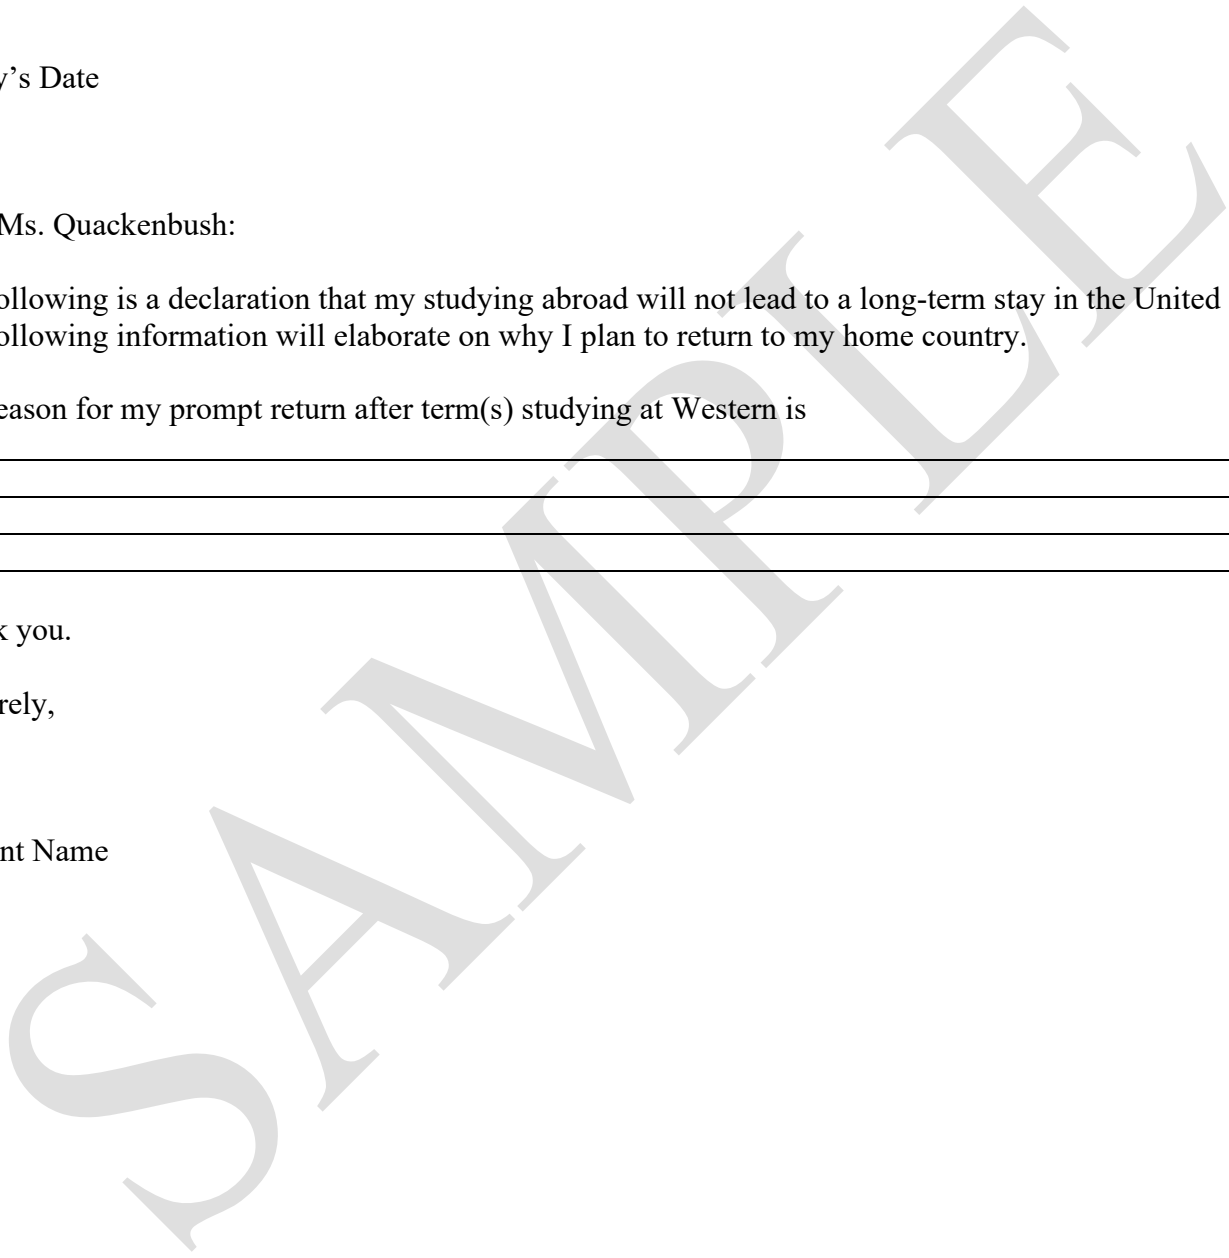 y’s Date
Ms. Quackenbush:
ollowing is a declaration that my studying abroad will not lead to a long-term stay in the United
ollowing information will elaborate on why I plan to return to my home country.
eason for my prompt return after term(s) studying at Western is
k you.
rely,
nt Name
SAMPLE